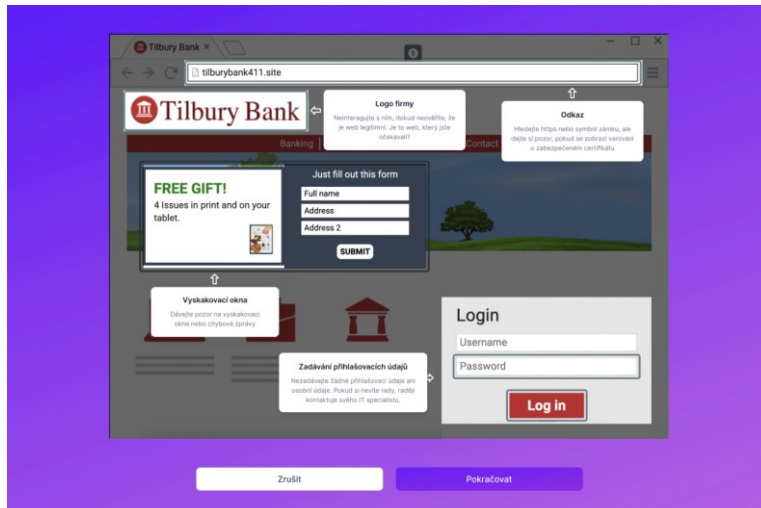 Tilbury Bank ×
tilburybank411.site
Tilbury Bank
Logo firmy
Neinteragujte s ním, dokud neověříte, že
je web legitimní. Je to web, který jste
očekávali?
Odkaz
Hledejte https nebo symbol zámku, ale
dejte si pozor, pokud se zobrazí varování
o zabezpečeném certifikátu
Banking
Contact
FREE GIFT!
4 Issues in print and on your
tablet.
Just fill out this form
Full name
Address
Address 2
SUBMIT
Vyskakovací okna
Dávejte pozor na vyskakovací
okna nebo chybové zprávy
Login
Username
Password
Log in
Zadávání přihlašovacích údajů
Nezadávejte žádné přihlašovací údaje ani
osobní údaje. Pokud si nevíte rady, raději
kontaktuje svého IT specialistu.
Zrušit
Pokračovat